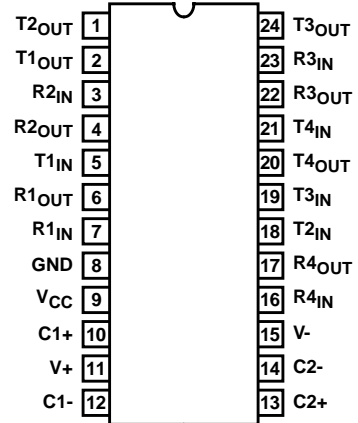 T2OUT 1 24 T3OUT
T1OUT 2 23 R3IN
R2IN 3 22 R3OUT
R2OUT 4 21 T4IN
T1IN 5 20 T4OUT
R1OUT 6 19 T3IN
R1IN 7 18 T2IN
GND 8 17 R4OUT
VCC 9 16 R4IN
C1+ 10 15 V-
V+ 11 14 C2-
C1- 12 13 C2+